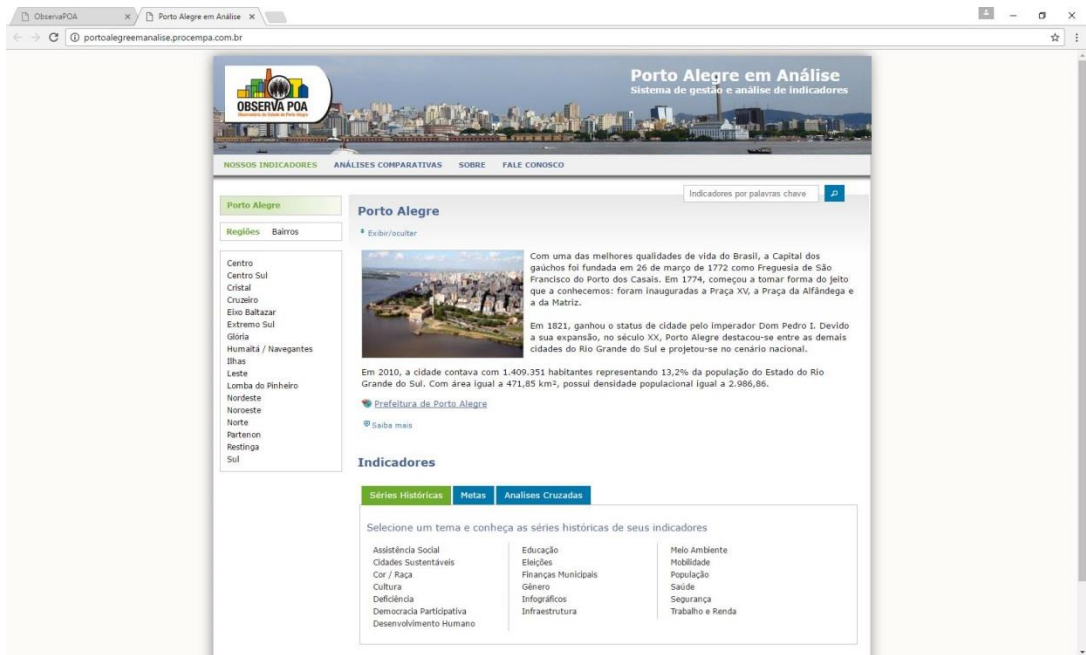 ObservaPOA
Porto Alegre em Análise
portoalegreemanalise.procempa.com.br
OBSERVA POA
Observatório da Cidade de Porto Alegre
Porto Alegre em Análise
Sistema de gestão e análise de indicadores
NOSSOS INDICADORES ANÁLISES COMPARATIVAS SOBRE FALE CONOSCO
Indicadores por palavras chave
Porto Alegre
Regiões Bairros
Centro
Centro Sul
Cristal
Cruzeiro
Eixo Baltazar
Extremo Sul
Glória
Humaitá / Navegantes
Ilhas
Leste
Lomba do Pinheiro
Nordeste
Noroeste
Norte
Partenon
Restinga
Sul
Porto Alegre
Exibir/ocultar
Com uma das melhores qualidades de vida do Brasil, a Capital dos
gaúchos foi fundada em 26 de março de 1772 como Freguesia de São
Francisco do Porto dos Casais. Em 1774, começou a tomar forma do jeito
que a conhecemos: foram inauguradas a Praça XV, a Praça da Alfândega e
a da Matriz.
Em 1821, ganhou o status de cidade pelo imperador Dom Pedro I. Devido
a sua expansão, no século XX, Porto Alegre destacou-se entre as demais
cidades do Rio Grande do Sul e projetou-se no cenário nacional.
Em 2010, a cidade contava com 1.409.351 habitantes representando 13,2% da população do Estado do Rio
Grande do Sul. Com área igual a 471,85 km², possui densidade populacional igual a 2.986,86.
Prefeitura de Porto Alegre
Saiba mais
Indicadores
Séries Históricas Metas Analises Cruzadas
Selecione um tema e conheça as séries históricas de seus indicadores
Assistência Social
Cidades Sustentáveis
Cor / Raça
Cultura
Deficiência
Democracia Participativa
Desenvolvimento Humano
Educação
Eleições
Finanças Municipais
Gênero
Infográficos
Infraestrutura
Meio Ambiente
Mobilidade
População
Saúde
Segurança
Trabalho e Renda